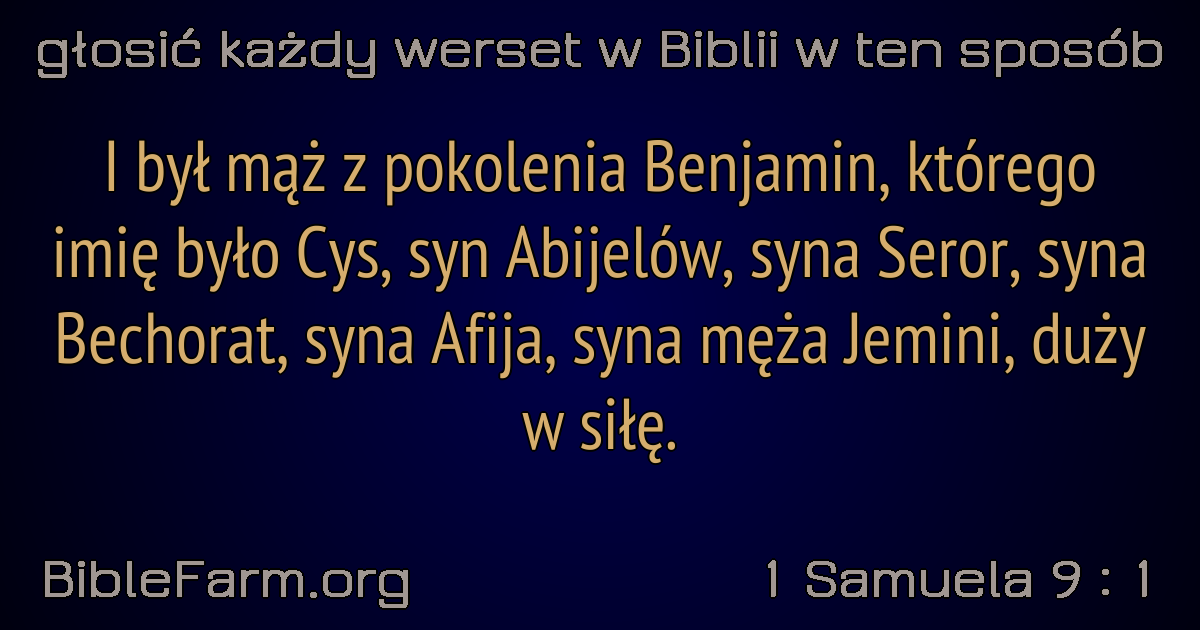 głosić każdy werset w Biblii w ten sposób
I był mąż z pokolenia Benjamin, którego
imię było Cys, syn Abijelów, syna Seror, syna
Bechorat, syna Afija, syna męża Jemini, duży
w siłę.
BibleFarm.org
1 Samuela 9 : 1